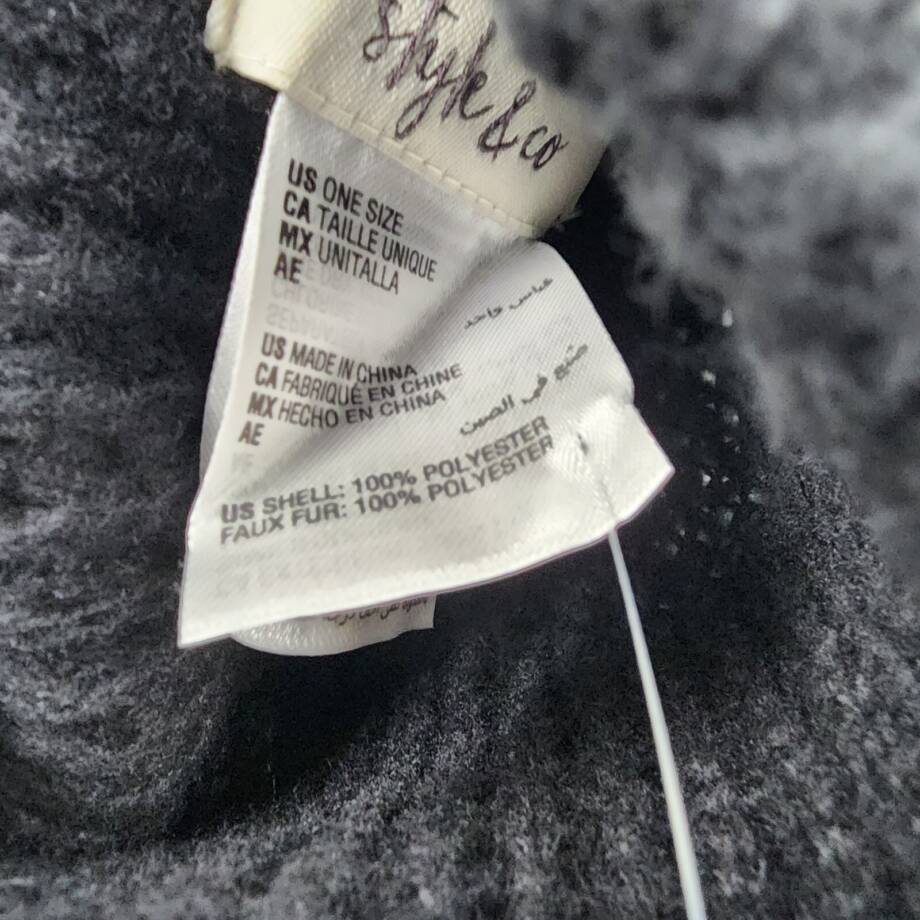 Style & co
US ONE SIZE
CA TAILLE UNIQUE
MX UNITALLA
AE قياس واحد
US MADE IN CHINA
CA FABRIQUÉ EN CHINE
MX HECHO EN CHINA
AE صنع في الصين
US SHELL: 100% POLYESTER
FAUX FUR: 100% POLYESTER